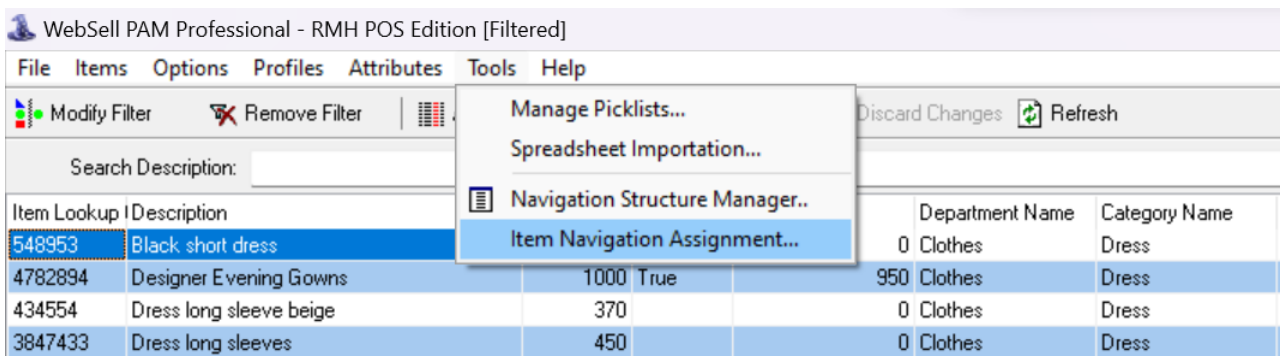 WebSell PAM Professional - RMH POS Edition [Filtered]
File Items Options Profiles Attributes Tools Help
Modify Filter Remove Filter Discard Changes Refresh
Manage Picklists...
Spreadsheet Importation...
Navigation Structure Manager..
Item Navigation Assignment...
Search Description:
Item Lookup Description Department Name Category Name
548953 Black short dress 0 Clothes Dress
4782894 Designer Evening Gowns 1000 True 950 Clothes Dress
434554 Dress long sleeve beige 370 0 Clothes Dress
3847433 Dress long sleeves 450 0 Clothes Dress